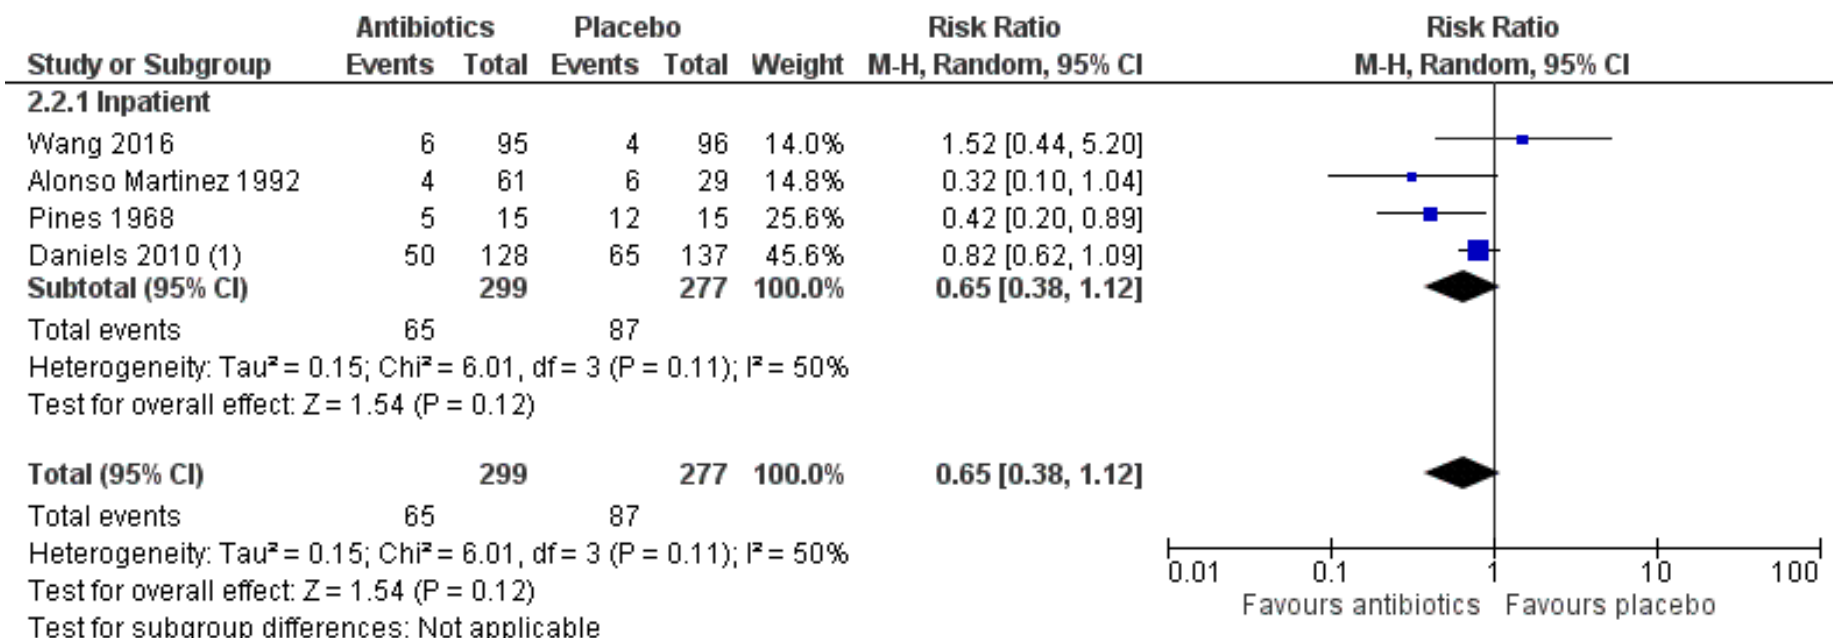 Antibiotics Placebo Risk Ratio Risk Ratio
Study or Subgroup Events Total Events Total Weight M-H, Random, 95% CI M-H, Random, 95% CI
2.2.1 Inpatient
Wang 2016 6 95 4 96 14.0% 1.52 [0.44, 5.20]
Alonso Martinez 1992 4 61 6 29 14.8% 0.32 [0.10, 1.04]
Pines 1968 5 15 12 15 25.6% 0.42 [0.20, 0.89]
Daniels 2010 (1) 50 128 65 137 45.6% 0.82 [0.62, 1.09]
Subtotal (95% CI) 299 277 100.0% 0.65 [0.38, 1.12]
Total events 65 87
Heterogeneity: Tau² = 0.15; Chi² = 6.01, df = 3 (P = 0.11); I² = 50%
Test for overall effect: Z = 1.54 (P = 0.12)
Total (95% CI) 299 277 100.0% 0.65 [0.38, 1.12]
Total events 65 87
Heterogeneity: Tau² = 0.15; Chi² = 6.01, df = 3 (P = 0.11); I² = 50%
Test for overall effect: Z = 1.54 (P = 0.12)
Test for subgroup differences: Not applicable
0.01 0.1 1 10 100
Favours antibiotics Favours placebo